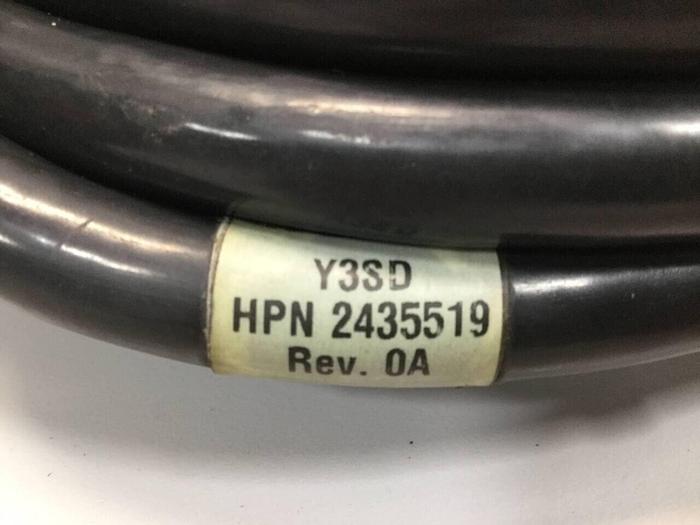 Y3SD
HPN 2435519
Rev. 0A